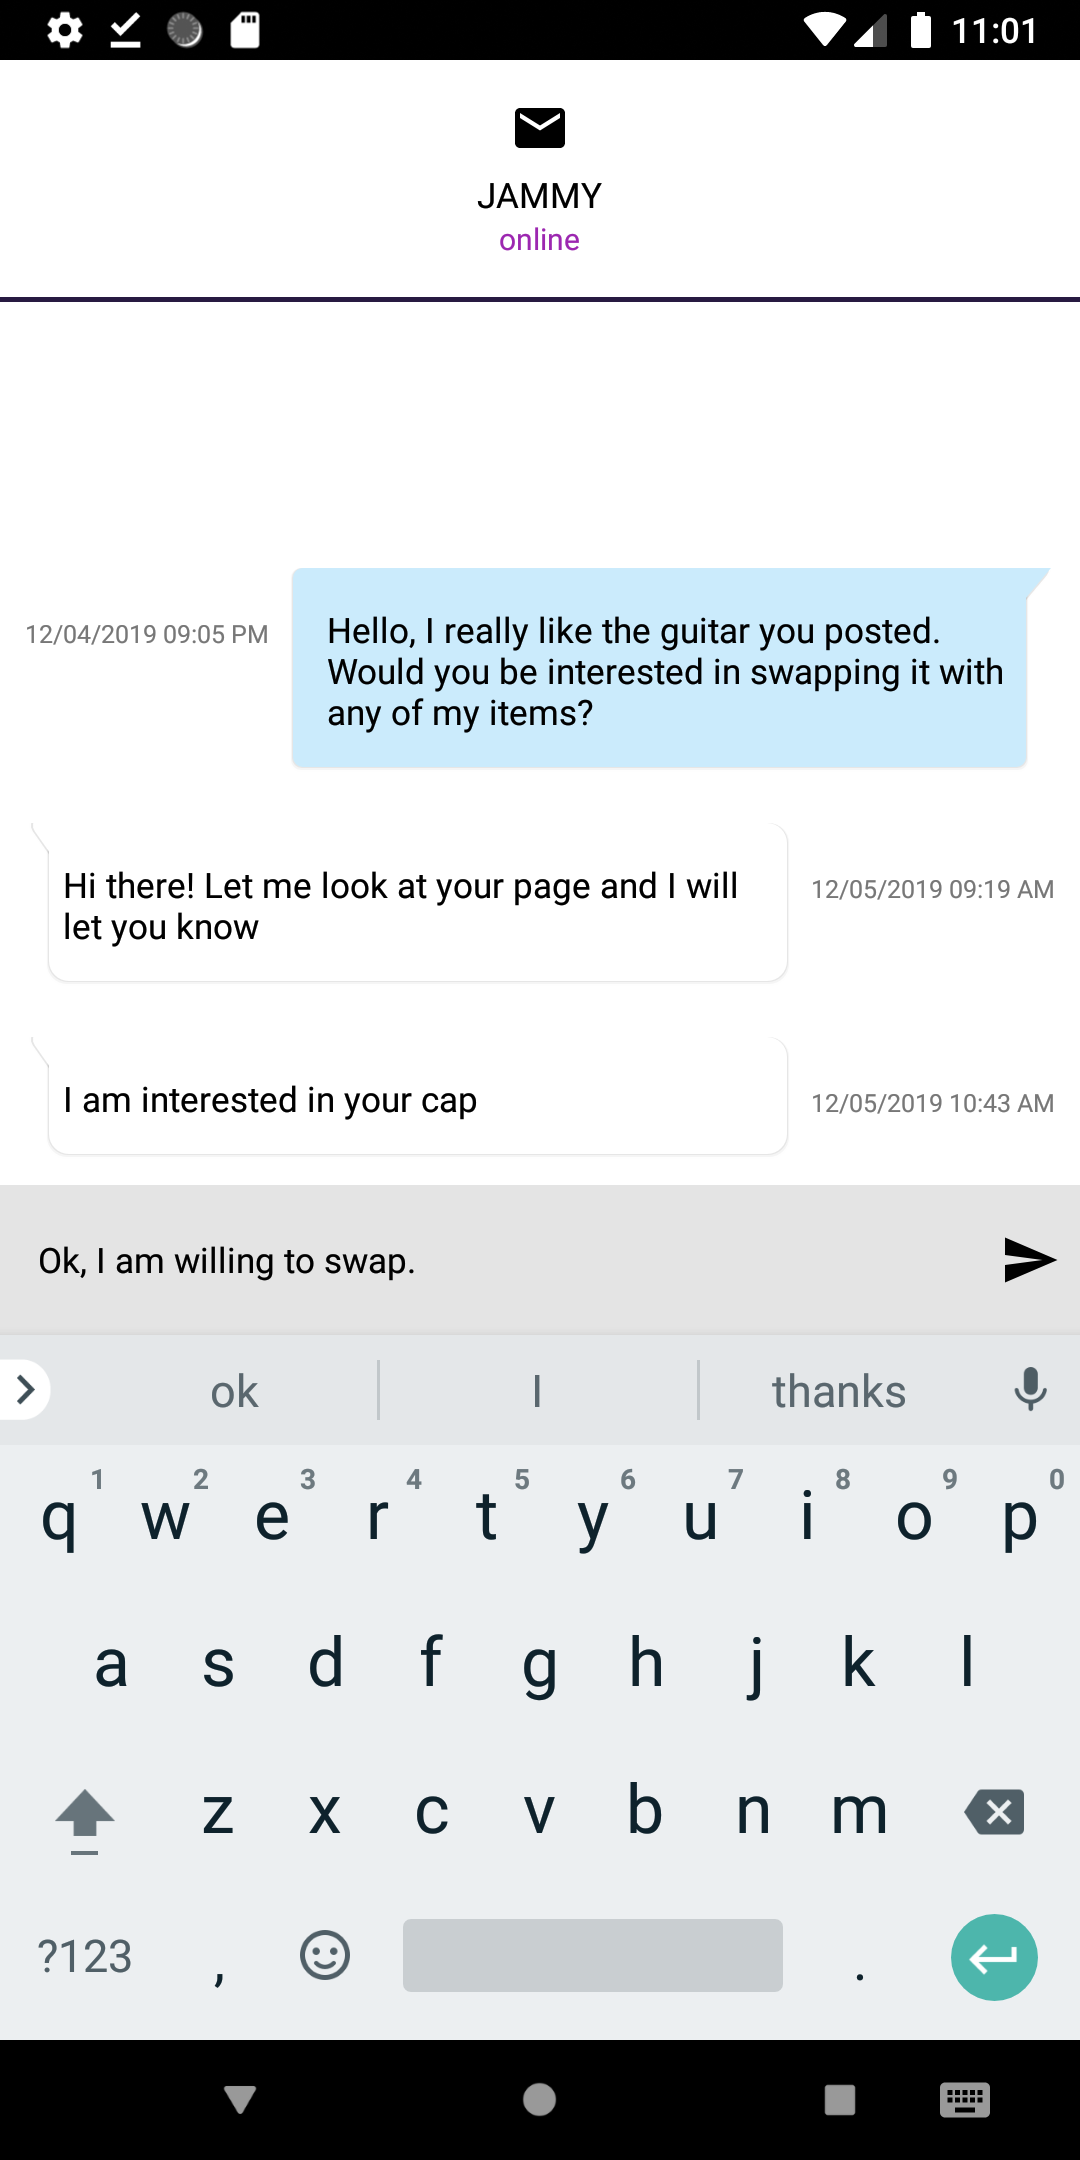 11:01
JAMMY
online
12/04/2019 09:05 PM
Hello, I really like the guitar you posted.
Would you be interested in swapping it with
any of my items?
Hi there! Let me look at your page and I will
let you know
12/05/2019 09:19 AM
I am interested in your cap
12/05/2019 10:43 AM
Ok, I am willing to swap.
ok I thanks
1 2 3 4 5 6 7 8 9 0
q w e r t y u i o p
a s d f g h j k l
z x c v b n m
?123 , .